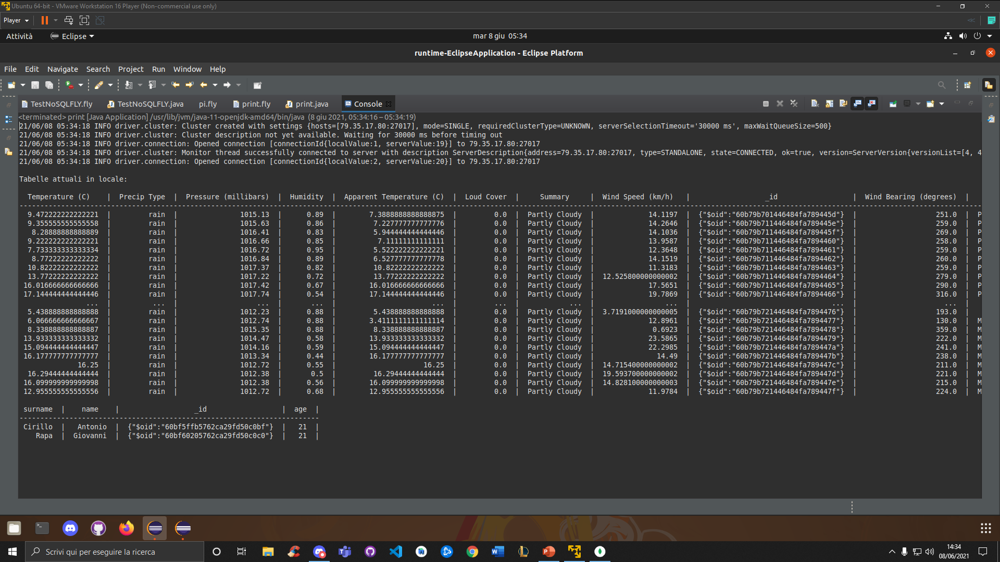 Ubuntu 64-bit - VMware Workstation 16 Player (Non-commercial use only)
Player
Attività Eclipse mar 8 giu 05:34
runtime-EclipseApplication - Eclipse Platform
File Edit Navigate Search Project Run Window Help
TestNoSQLFLY.fly TestNoSQLFLY.java pi.fly print.fly print.java Console
<terminated> print [Java Application] /usr/lib/jvm/java-11-openjdk-amd64/bin/java (8 giu 2021, 05:34:16 – 05:34:19)
21/06/08 05:34:18 INFO driver.cluster: Cluster created with settings {hosts=[79.35.17.80:27017], mode=SINGLE, requiredClusterType=UNKNOWN, serverSelectionTimeout='30000 ms', maxWaitQueueSize=500}
21/06/08 05:34:18 INFO driver.cluster: Cluster description not yet available. Waiting for 30000 ms before timing out
21/06/08 05:34:18 INFO driver.connection: Opened connection [connectionId{localValue:1, serverValue:19}] to 79.35.17.80:27017
21/06/08 05:34:18 INFO driver.cluster: Monitor thread successfully connected to server with description ServerDescription{address=79.35.17.80:27017, type=STANDALONE, state=CONNECTED, ok=true, version=ServerVersion{versionList=[4, 4
21/06/08 05:34:18 INFO driver.connection: Opened connection [connectionId{localValue:2, serverValue:20}] to 79.35.17.80:27017
Tabelle attuali in locale:
Temperature (C) | Precip Type | Pressure (millibars) | Humidity | Apparent Temperature (C) | Loud Cover | Summary | Wind Speed (km/h) | _id | Wind Bearing (degrees) |
9.472222222222221 | rain | 1015.13 | 0.89 | 7.3888888888888875 | 0.0 | Partly Cloudy | 14.1197 | {"$oid":"60b79b701446484fa789445d"} | 251.0 | P
9.355555555555558 | rain | 1015.63 | 0.86 | 7.227777777777776 | 0.0 | Partly Cloudy | 14.2646 | {"$oid":"60b79b711446484fa789445e"} | 259.0 | P
8.28888888888889 | rain | 1016.41 | 0.83 | 5.944444444444446 | 0.0 | Partly Cloudy | 14.1036 | {"$oid":"60b79b711446484fa789445f"} | 269.0 | P
9.222222222222221 | rain | 1016.66 | 0.85 | 7.11111111111111 | 0.0 | Partly Cloudy | 13.9587 | {"$oid":"60b79b711446484fa7894460"} | 258.0 | P
7.733333333333334 | rain | 1016.72 | 0.95 | 5.522222222222221 | 0.0 | Partly Cloudy | 12.3648 | {"$oid":"60b79b711446484fa7894461"} | 259.0 | P
8.77222222222222 | rain | 1016.84 | 0.89 | 6.527777777777778 | 0.0 | Partly Cloudy | 14.1519 | {"$oid":"60b79b711446484fa7894462"} | 260.0 | P
10.82222222222222 | rain | 1017.37 | 0.82 | 10.82222222222222 | 0.0 | Partly Cloudy | 11.3183 | {"$oid":"60b79b711446484fa7894463"} | 259.0 | P
13.77222222222222 | rain | 1017.22 | 0.72 | 13.77222222222222 | 0.0 | Partly Cloudy | 12.525800000000002 | {"$oid":"60b79b711446484fa7894464"} | 279.0 | P
16.016666666666666 | rain | 1017.42 | 0.67 | 16.016666666666666 | 0.0 | Partly Cloudy | 17.5651 | {"$oid":"60b79b711446484fa7894465"} | 290.0 | P
17.144444444444446 | rain | 1017.74 | 0.54 | 17.144444444444446 | 0.0 | Partly Cloudy | 19.7869 | {"$oid":"60b79b711446484fa7894466"} | 316.0 | P
... | ... | ... | ... | ... | ... | ... | ... | ... | ... |
5.438888888888888 | rain | 1012.23 | 0.88 | 5.438888888888888 | 0.0 | Partly Cloudy | 3.7191000000000005 | {"$oid":"60b79b721446484fa7894476"} | 193.0 |
6.066666666666667 | rain | 1012.74 | 0.88 | 3.4111111111111114 | 0.0 | Partly Cloudy | 12.8961 | {"$oid":"60b79b721446484fa7894477"} | 130.0 | M
8.338888888888887 | rain | 1015.35 | 0.88 | 8.338888888888887 | 0.0 | Partly Cloudy | 0.6923 | {"$oid":"60b79b721446484fa7894478"} | 359.0 | M
13.933333333333332 | rain | 1014.47 | 0.58 | 13.933333333333332 | 0.0 | Partly Cloudy | 23.5865 | {"$oid":"60b79b721446484fa7894479"} | 222.0 | M
15.094444444444447 | rain | 1014.16 | 0.59 | 15.094444444444447 | 0.0 | Partly Cloudy | 22.2985 | {"$oid":"60b79b721446484fa789447a"} | 241.0 | M
16.177777777777777 | rain | 1013.34 | 0.44 | 16.177777777777777 | 0.0 | Partly Cloudy | 14.49 | {"$oid":"60b79b721446484fa789447b"} | 238.0 | M
16.25 | rain | 1012.72 | 0.55 | 16.25 | 0.0 | Partly Cloudy | 14.715400000000002 | {"$oid":"60b79b721446484fa789447c"} | 211.0 | M
16.29444444444444 | rain | 1012.38 | 0.5 | 16.29444444444444 | 0.0 | Partly Cloudy | 19.593700000000002 | {"$oid":"60b79b721446484fa789447d"} | 221.0 | M
16.099999999999998 | rain | 1012.38 | 0.56 | 16.099999999999998 | 0.0 | Partly Cloudy | 14.828100000000003 | {"$oid":"60b79b721446484fa789447e"} | 215.0 | M
12.955555555555556 | rain | 1012.72 | 0.68 | 12.955555555555556 | 0.0 | Partly Cloudy | 11.9784 | {"$oid":"60b79b721446484fa789447f"} | 224.0 | M
surname | name | _id | age |
Cirillo | Antonio | {"$oid":"60bf5ffb5762ca29fd50c0bf"} | 21 |
Rapa | Giovanni | {"$oid":"60bf60205762ca29fd50c0c0"} | 21 |
Scrivi qui per eseguire la ricerca
14:34
08/06/2021